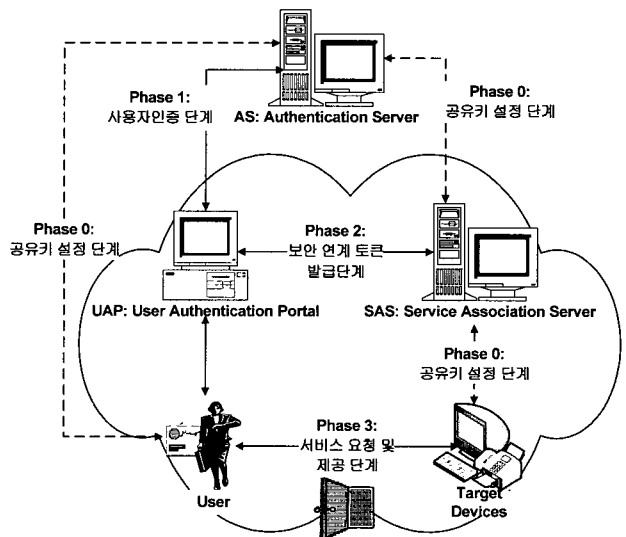 Phase 1:
사용자인증 단계
AS: Authentication Server
Phase 0:
공유키 설정 단계
Phase 0:
공유키 설정 단계
Phase 2:
보안 연계 토큰
발급단계
UAP: User Authentication Portal
SAS: Service Association Server
Phase 0:
공유키 설정 단계
Phase 3:
서비스 요청 및
제공 단계
User
Target
Devices